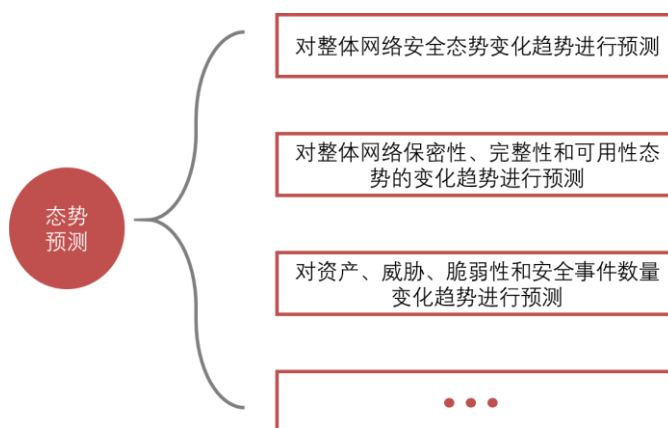 对整体网络安全态势变化趋势进行预测
对整体网络保密性、完整性和可用性态
势的变化趋势进行预测
态势
预测
对资产、威胁、脆弱性和安全事件数量
变化趋势进行预测
•••